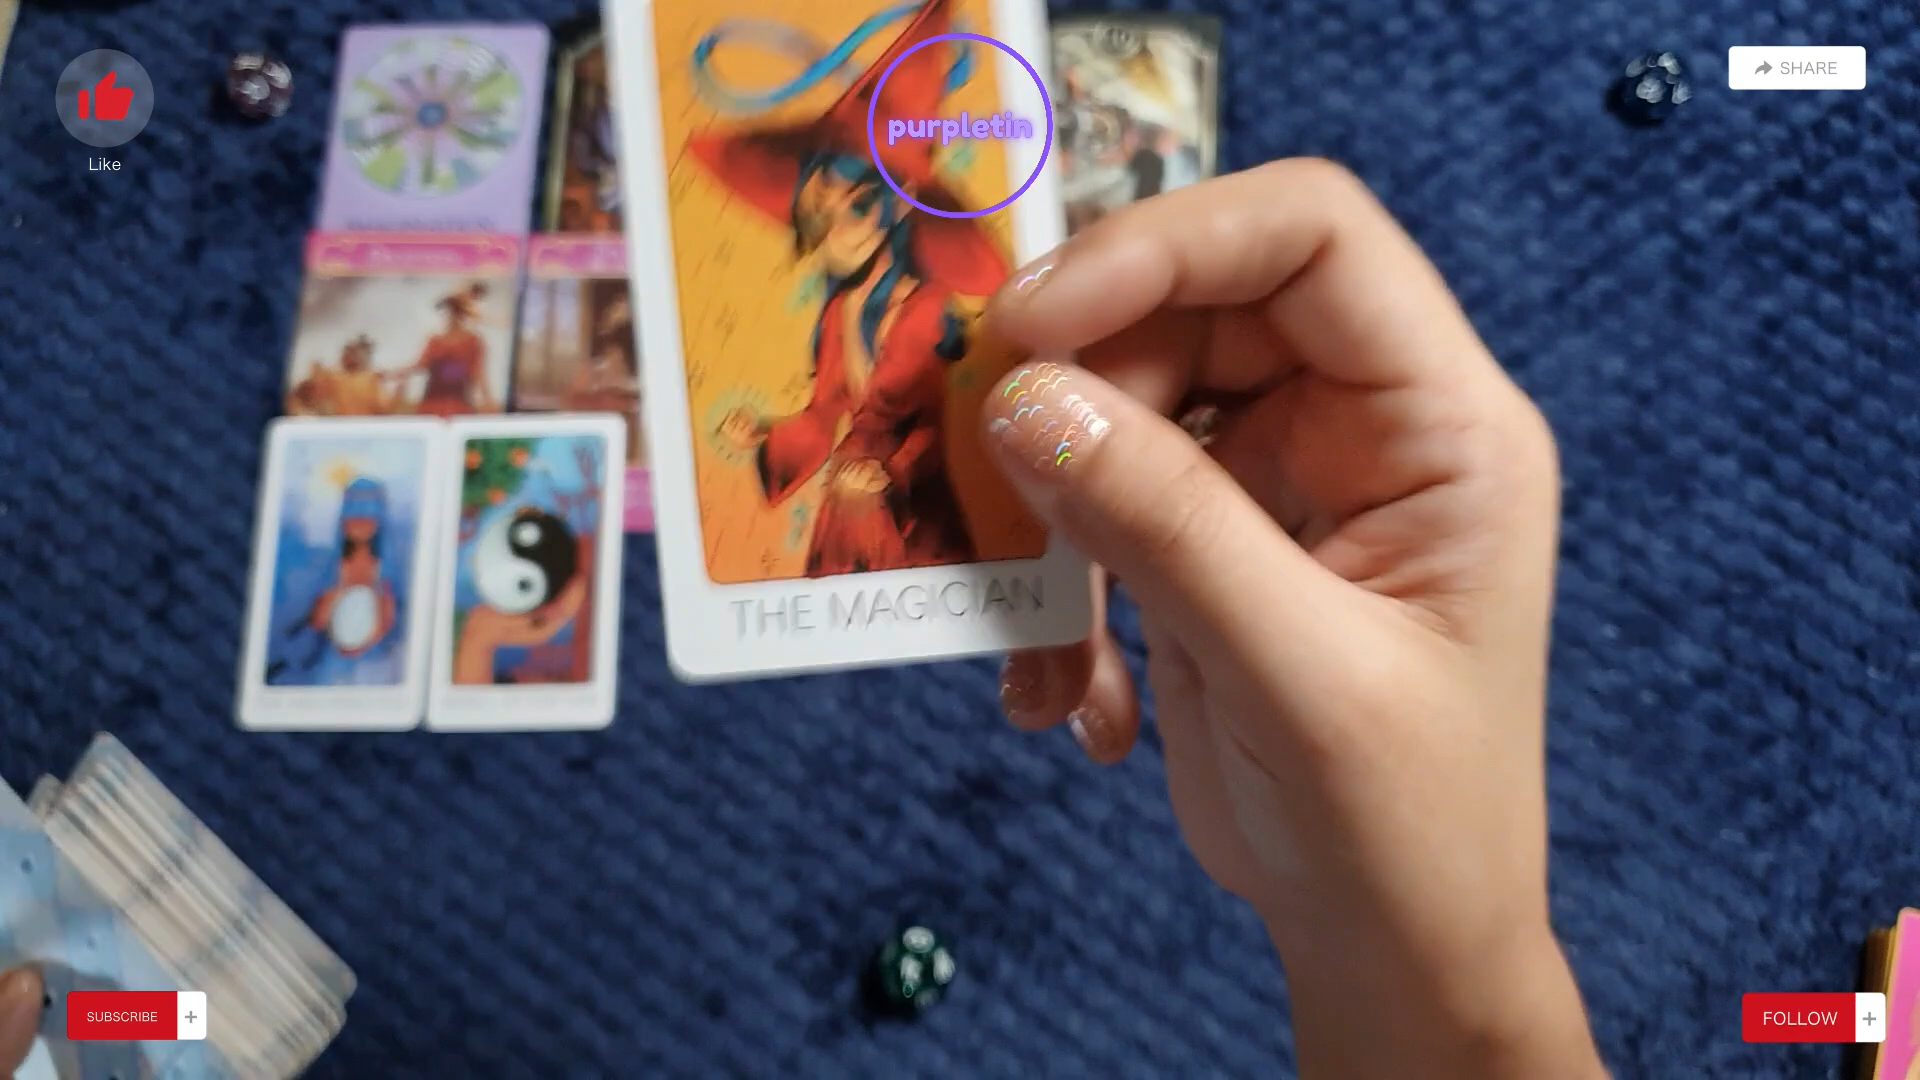 Like
purpletin
SHARE
THE MAGICIAN
SUBSCRIBE +
FOLLOW +